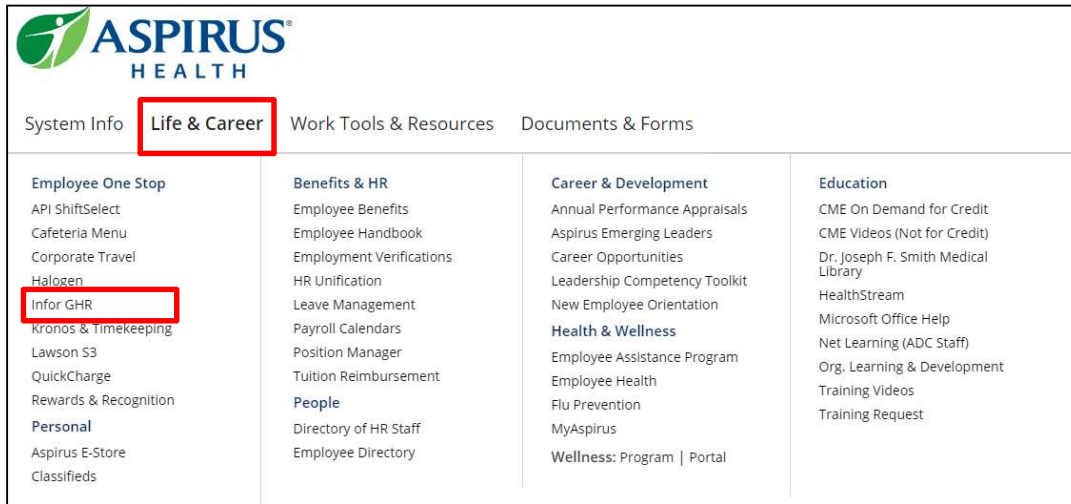 ASPIRUS®
HEALTH
System Info Life & Career Work Tools & Resources Documents & Forms
Employee One Stop
API ShiftSelect
Cafeteria Menu
Corporate Travel
Halogen
Infor GHR
Kronos & Timekeeping
Lawson S3
QuickCharge
Rewards & Recognition
Personal
Aspirus E-Store
Classifieds
Benefits & HR
Employee Benefits
Employee Handbook
Employment Verifications
HR Unification
Leave Management
Payroll Calendars
Position Manager
Tuition Reimbursement
People
Directory of HR Staff
Employee Directory
Career & Development
Annual Performance Appraisals
Aspirus Emerging Leaders
Career Opportunities
Leadership Competency Toolkit
New Employee Orientation
Health & Wellness
Employee Assistance Program
Employee Health
Flu Prevention
MyAspirus
Wellness: Program | Portal
Education
CME On Demand for Credit
CME Videos (Not for Credit)
Dr. Joseph F. Smith Medical
Library
HealthStream
Microsoft Office Help
Net Learning (ADC Staff)
Org. Learning & Development
Training Videos
Training Request